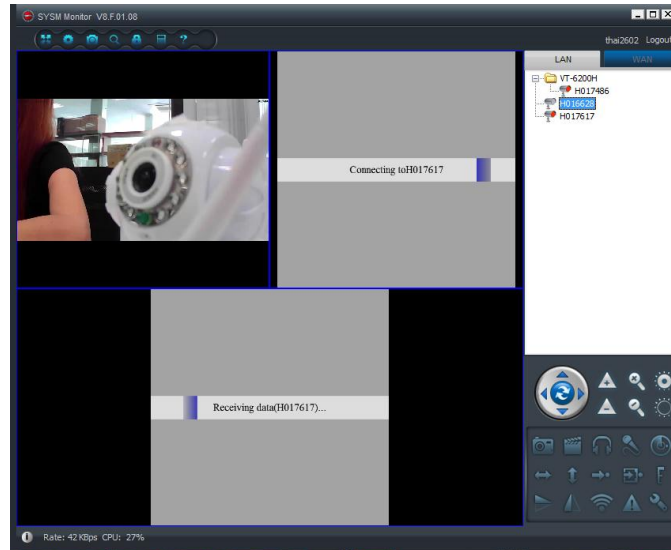 SYSM Monitor V8.F.01.08
thai2602 Logout
LAN WAN
VT-6200H
H017486
H016628
H017617
Connecting toH017617
Receiving data(H017617)...
Rate: 42 KBps CPU: 27%